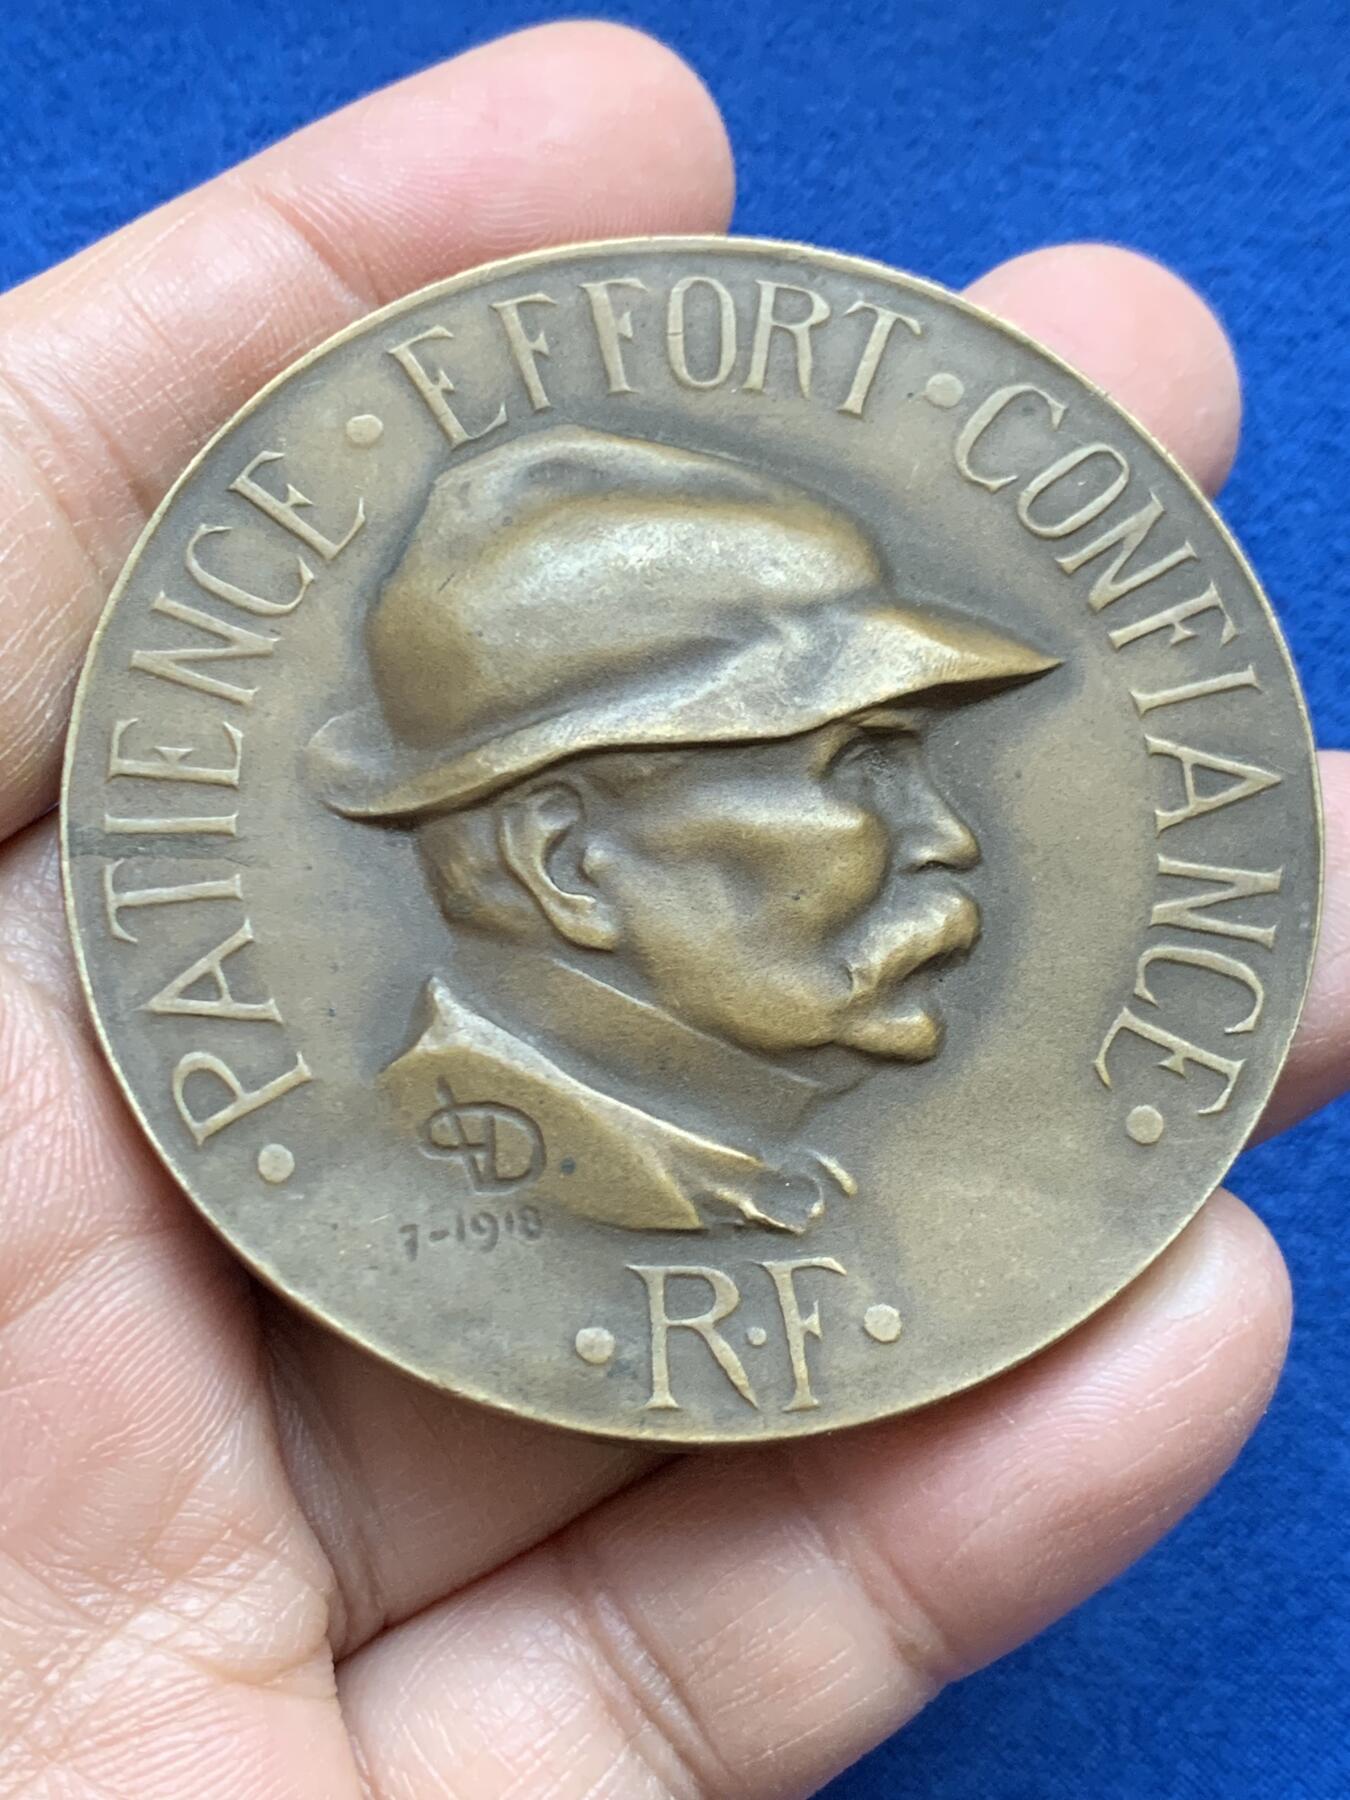 · PATIENCE · EFFORT · CONFIANCE ·
7-1918
· R·F ·